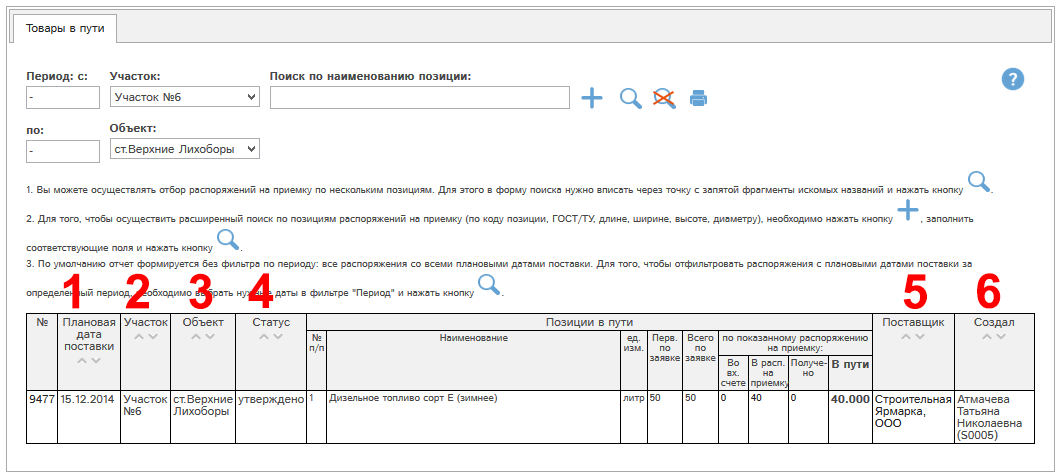 Товары в пути
Период: с: Участок: Поиск по наименованию позиции:
- Участок №6
?
по: Объект:
- ст.Верхние Лихоборы
1. Вы можете осуществлять отбор распоряжений на приемку по нескольким позициям. Для этого в форму поиска нужно вписать через точку с запятой фрагменты искомых названий и нажать кнопку .
2. Для того, чтобы осуществить расширенный поиск по позициям распоряжений на приемку (по коду позиции, ГОСТ/ТУ, длине, ширине, высоте, диаметру), необходимо нажать кнопку , заполнить
соответствующие поля и нажать кнопку .
3. По умолчанию отчет формируется без фильтра по периоду: все распоряжения со всеми плановыми датами поставки. Для того, чтобы отфильтровать распоряжения с плановыми датами поставки за
определенный период, необходимо выбрать нужные даты в фильтре "Период" и нажать кнопку .
1 2 3 4 5 6
№
Плановая
дата
поставки
Участок
Объект
Статус
Позиции в пути
№
п/п
Наименование
ед.
изм.
Перв.
по
заявке
Всего
по
заявке
по показанному распоряжению
на приемку:
Во
вх.
счете
В расп.
на
приемку
Получе-
но
В пути
Поставщик
Создал
9477
15.12.2014
Участок
№6
ст.Верхние
Лихоборы
утверждено
1
Дизельное топливо сорт Е (зимнее)
литр
50
50
0
40
0
40.000
Строительная
Ярмарка,
ООО
Атмачева
Татьяна
Николаевна
(S0005)